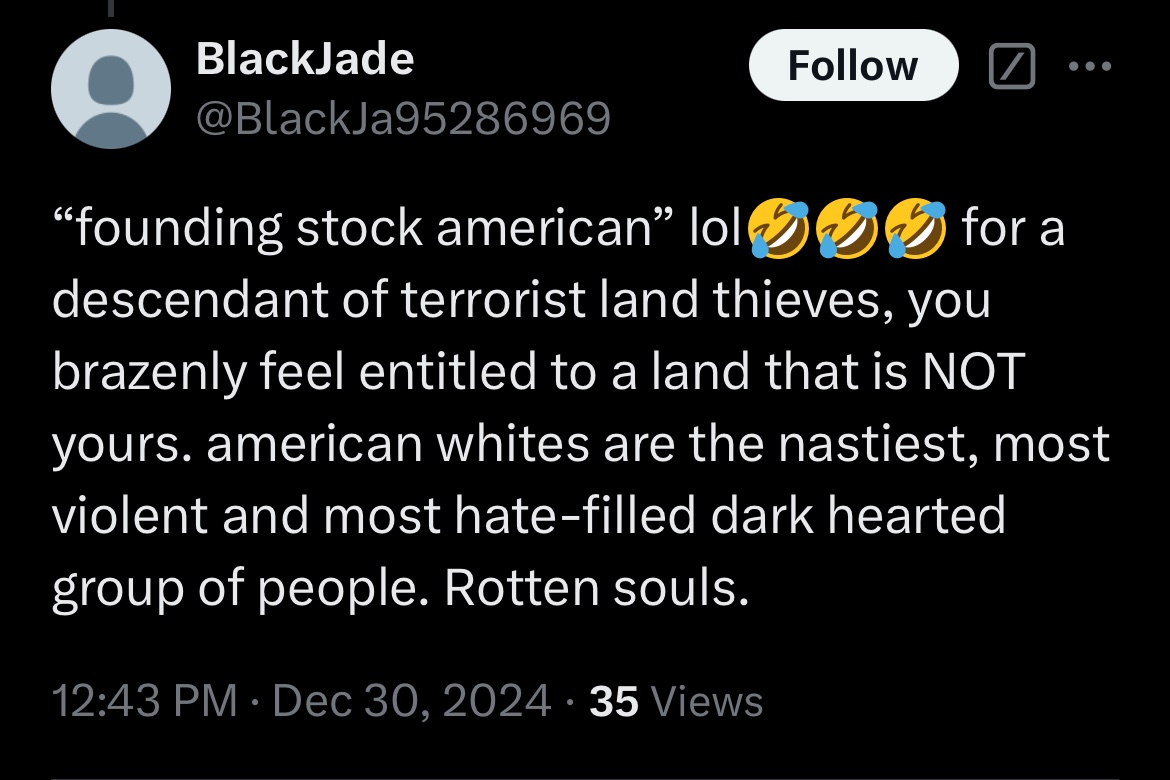 BlackJade
Follow
@BlackJa95286969
“founding stock american” lol🤣🤣🤣 for a
descendant of terrorist land thieves, you
brazenly feel entitled to a land that is NOT
yours. american whites are the nastiest, most
violent and most hate-filled dark hearted
group of people. Rotten souls.
12:43 PM · Dec 30, 2024 · 35 Views